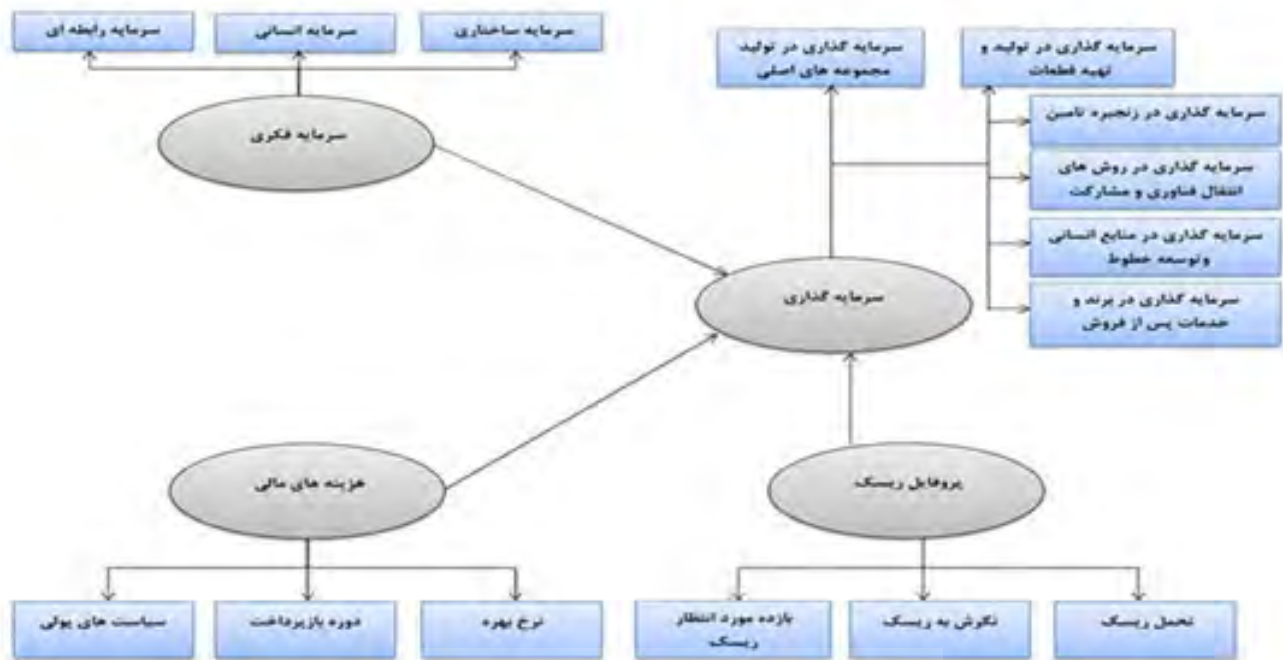 سرمایه ساختاری
سرمایه انسانی
سرمایه رابطه ای
سرمایه گذاری در تولید و
تهیه قطعات
سرمایه گذاری در تولید
مجموعه های اصلی
سرمایه گذاری در زنجیره تامین
سرمایه فکری
سرمایه گذاری در روش های
انتقال فناوری و مشارکت
سرمایه گذاری در منابع انسانی
وتوسعه خطوط
سرمایه گذاری در برند و
خدمات پس از فروش
سرمایه گذاری
پروفایل ریسک
هزینه های مالی
تحمل ریسک
نگرش به ریسک
بازده مورد انتظار
ریسک
نرخ بهره
دوره بازپرداخت
سیاست های پولی